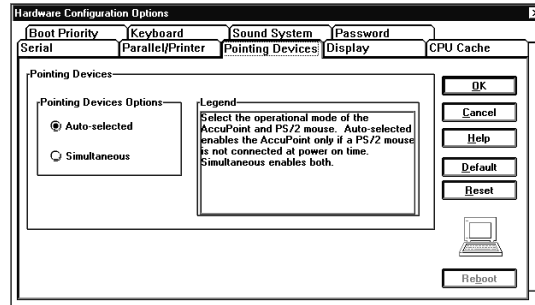 Hardware Configuration Options
Boot Priority Keyboard Sound System Password
Serial Parallel/Printer Pointing Devices Display CPU Cache
Pointing Devices
Pointing Devices Options
Auto-selected
Simultaneous
Legend
Select the operational mode of the
AccuPoint and PS/2 mouse. Auto-selected
enables the AccuPoint only if a PS/2 mouse
is not connected at power on time.
Simultaneous enables both.
OK
Cancel
Help
Default
Reset
Reboot